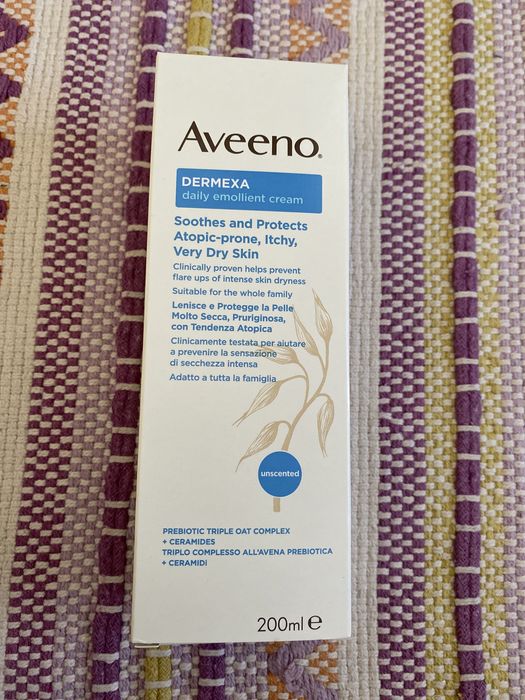 Aveeno®
DERMEXA
daily emollient cream
Soothes and Protects
Atopic-prone, Itchy,
Very Dry Skin
Clinically proven helps prevent
flare ups of intense skin dryness
Suitable for the whole family
Lenisce e Protegge la Pelle
Molto Secca, Pruriginosa,
con Tendenza Atopica
Clinicamente testata per aiutare
a prevenire la sensazione
di secchezza intensa
Adatto a tutta la famiglia
unscented
PREBIOTIC TRIPLE OAT COMPLEX
+ CERAMIDES
TRIPLO COMPLESSO ALL'AVENA PREBIOTICA
+ CERAMIDI
200ml ℮